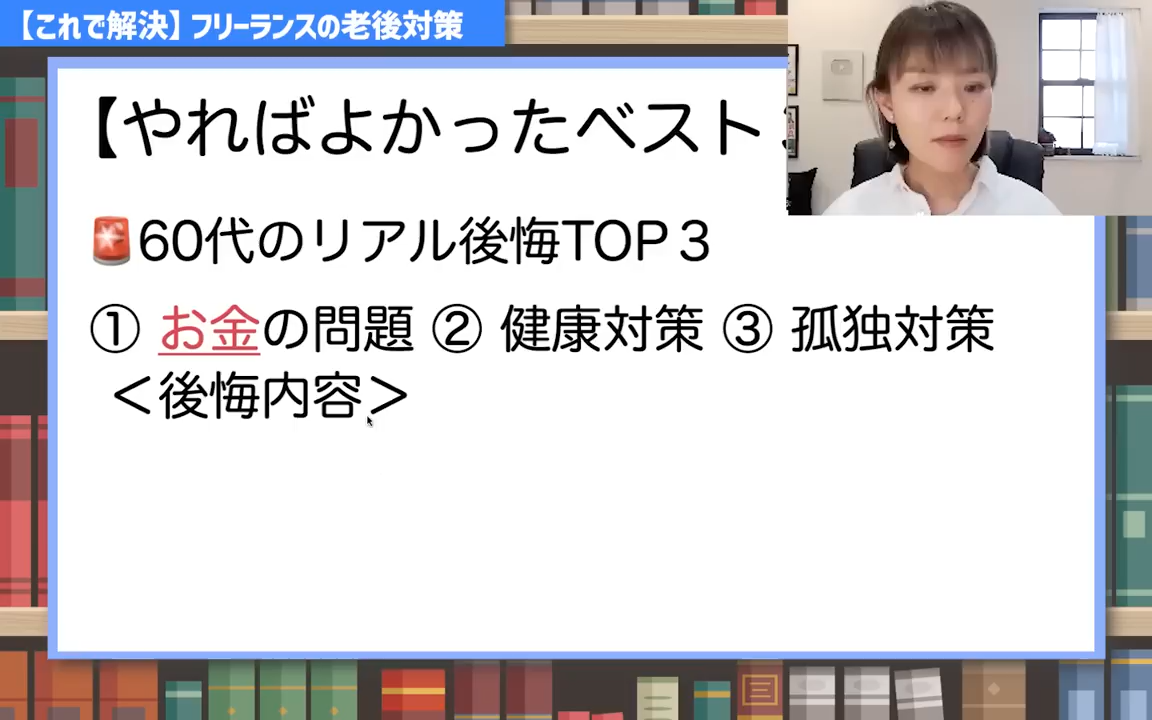 【これで解決】フリーランスの老後対策
【やればよかったベスト
🚨60代のリアル後悔TOP３
① お金の問題 ② 健康対策 ③ 孤独対策
＜後悔内容＞